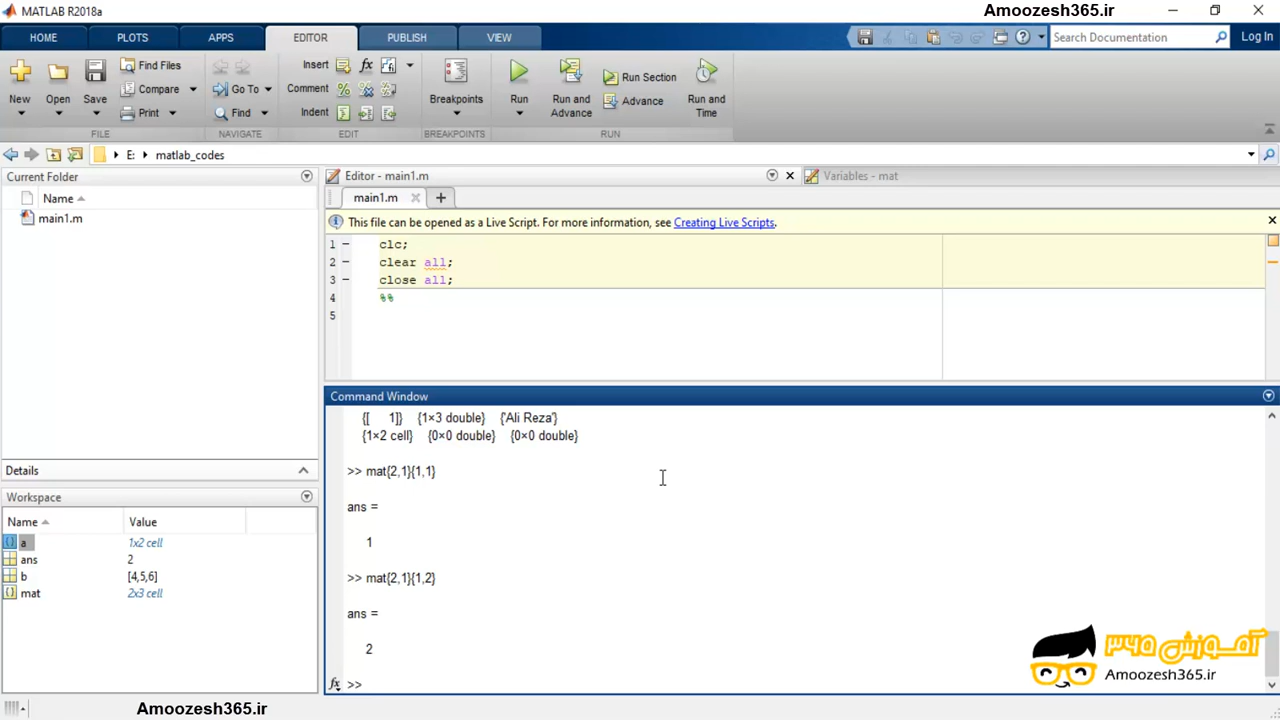 MATLAB R2018a
Amoozesh365.ir
HOME PLOTS APPS EDITOR PUBLISH VIEW
Search Documentation
Log In
New
Open
Save
Find Files
Compare
Print
Go To
Find
Insert
Comment
Indent
Breakpoints
Run
Run and Advance
Run Section
Advance
Run and Time
FILE NAVIGATE EDIT BREAKPOINTS RUN
E: matlab_codes
Current Folder
Name
main1.m
Details
Workspace
Name Value
a 1x2 cell
ans 2
b [4,5,6]
mat 2x3 cell
Editor - main1.m
Variables - mat
main1.m
This file can be opened as a Live Script. For more information, see Creating Live Scripts.
1 clc;
2 clear all;
3 close all;
4 %%
5
Command Window
{[ 1]} {1×3 double} {'Ali Reza'}
{1×2 cell} {0×0 double} {0×0 double}
>> mat{2,1}{1,1}
ans =
1
>> mat{2,1}{1,2}
ans =
2
fx >>
آموزش ۳۶۵
Amoozesh365.ir
Amoozesh365.ir